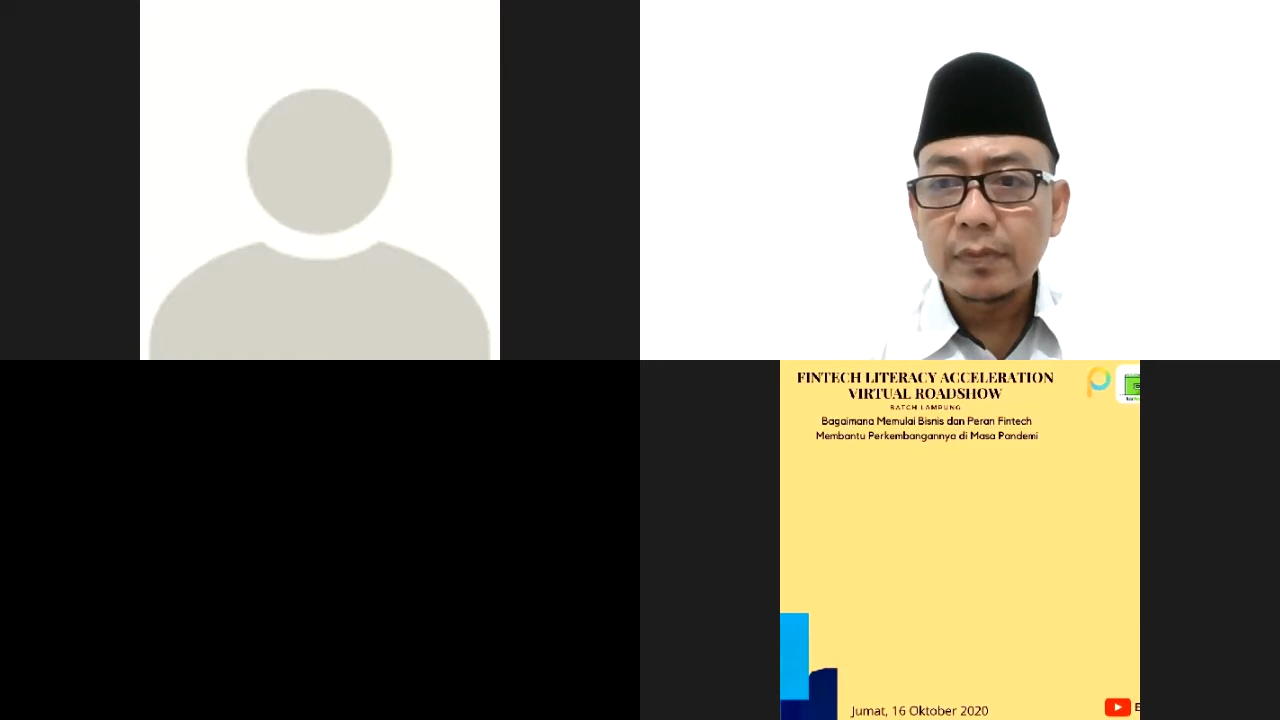 FINTECH LITERACY ACCELERATION
VIRTUAL ROADSHOW
BATCH LAMPUNG
Bagaimana Memulai Bisnis dan Peran Fintech
Membantu Perkembangannya di Masa Pandemi
Jumat, 16 Oktober 2020